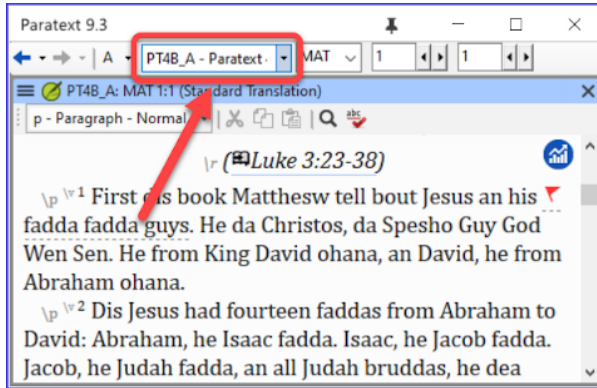 Paratext 9.3
A PT4B_A - Paratext MAT 1 1
PT4B_A: MAT 1:1 (Standard Translation)
p - Paragraph - Normal abc
\r (Luke 3:23-38)
\p \v 1 First dis book Matthesw tell bout Jesus an his
fadda fadda guys. He da Christos, da Spesho Guy God
Wen Sen. He from King David ohana, an David, he from
Abraham ohana.
\p \v 2 Dis Jesus had fourteen faddas from Abraham to
David: Abraham, he Isaac fadda. Isaac, he Jacob fadda.
Jacob, he Judah fadda, an all Judah bruddas, he dea